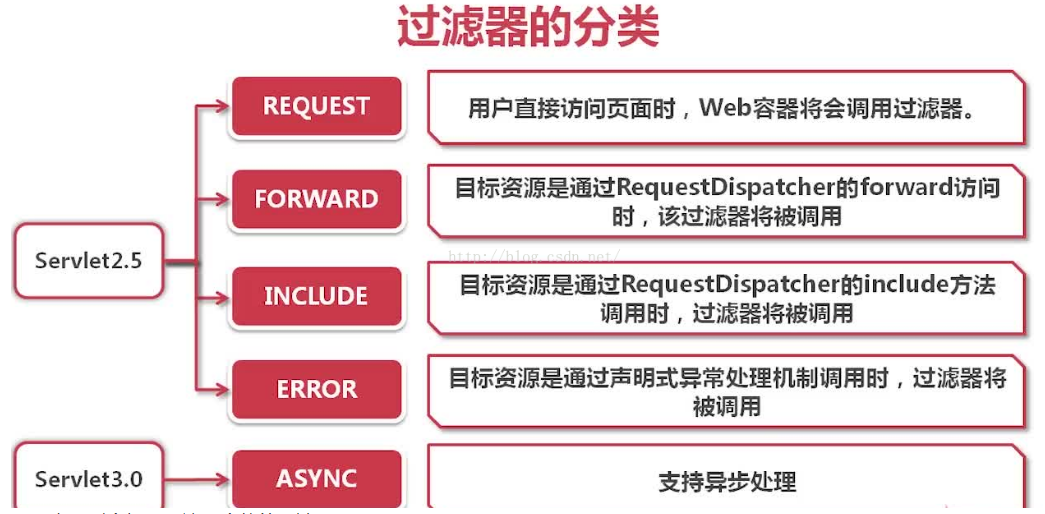 过滤器的分类
REQUEST
用户直接访问页面时，Web容器将会调用过滤器。
FORWARD
目标资源是通过RequestDispatcher的forward访问
时，该过滤器将被调用
http://blog.csdn.net/
Servlet2.5
INCLUDE
目标资源是通过RequestDispatcher的include方法
调用时，过滤器将被调用
ERROR
目标资源是通过声明式异常处理机制调用时，过滤器将
被调用
Servlet3.0
ASYNC
支持异步处理